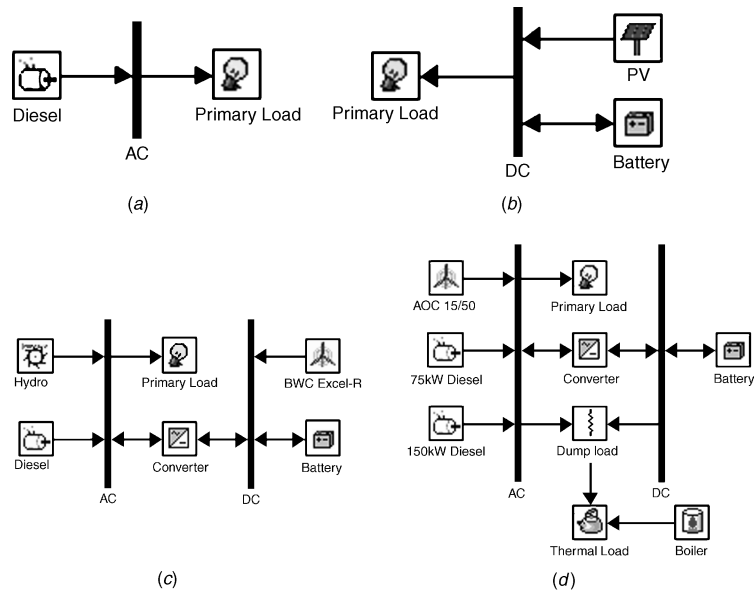 Diesel
Primary Load
AC
(a)
PV
Primary Load
Battery
DC
(b)
Hydro
Primary Load
BWC Excel-R
Diesel
Converter
Battery
AC
DC
(c)
AOC 15/50
Primary Load
75kW Diesel
Converter
Battery
150kW Diesel
Dump load
AC
DC
Thermal Load
Boiler
(d)